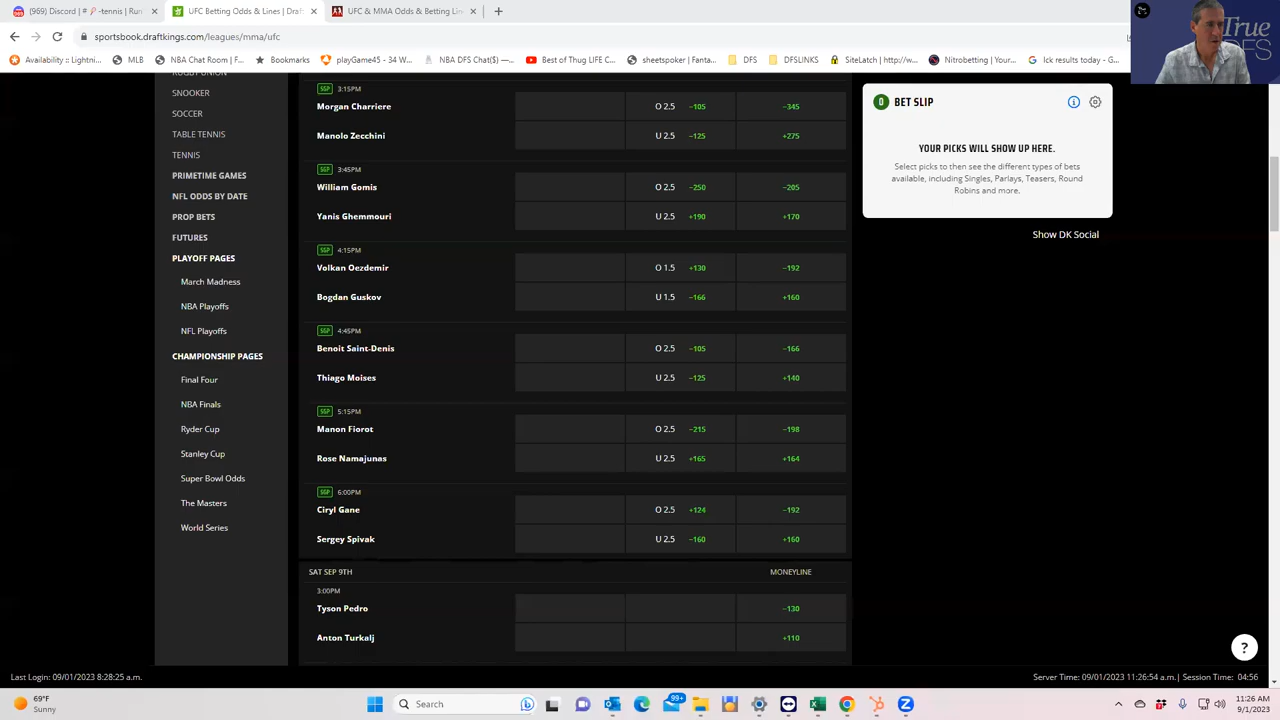 (969) Discord | # 🎾-tennis | Run
UFC Betting Odds & Lines | Draft
UFC & MMA Odds & Betting Lin
sportsbook.draftkings.com/leagues/mma/ufc
Availability :: Lightni... MLB NBA Chat Room | F... Bookmarks playGame45 - 34 W... NBA DFS Chat($) —... Best of Thug LIFE C... sheetspoker | Fanta... DFS DFSLINKS SiteLatch | http://w... Nitrobetting | Your... Ick results today - G...
True
DFS
RUGBY UNION
SNOOKER
SOCCER
TABLE TENNIS
TENNIS
PRIMETIME GAMES
NFL ODDS BY DATE
PROP BETS
FUTURES
PLAYOFF PAGES
March Madness
NBA Playoffs
NFL Playoffs
CHAMPIONSHIP PAGES
Final Four
NBA Finals
Ryder Cup
Stanley Cup
Super Bowl Odds
The Masters
World Series
SGP 3:15PM
Morgan Charriere O 2.5 −105 −345
Manolo Zecchini U 2.5 −125 +275
SGP 3:45PM
William Gomis O 2.5 −250 −205
Yanis Ghemmouri U 2.5 +190 +170
SGP 4:15PM
Volkan Oezdemir O 1.5 +130 −192
Bogdan Guskov U 1.5 −166 +160
SGP 4:45PM
Benoit Saint-Denis O 2.5 −105 −166
Thiago Moises U 2.5 −125 +140
SGP 5:15PM
Manon Fiorot O 2.5 −215 −198
Rose Namajunas U 2.5 +165 +164
SGP 6:00PM
Ciryl Gane O 2.5 +124 −192
Sergey Spivak U 2.5 −160 +160
SAT SEP 9TH MONEYLINE
3:00PM
Tyson Pedro −130
Anton Turkalj +110
0 BET SLIP
YOUR PICKS WILL SHOW UP HERE.
Select picks to then see the different types of bets
available, including Singles, Parlays, Teasers, Round
Robins and more.
Show DK Social
?
Last Login: 09/01/2023 8:28:25 a.m.
Server Time: 09/01/2023 11:26:54 a.m.| Session Time: 04:56
69°F
Sunny
Search
99+
11:26 AM
9/1/2023